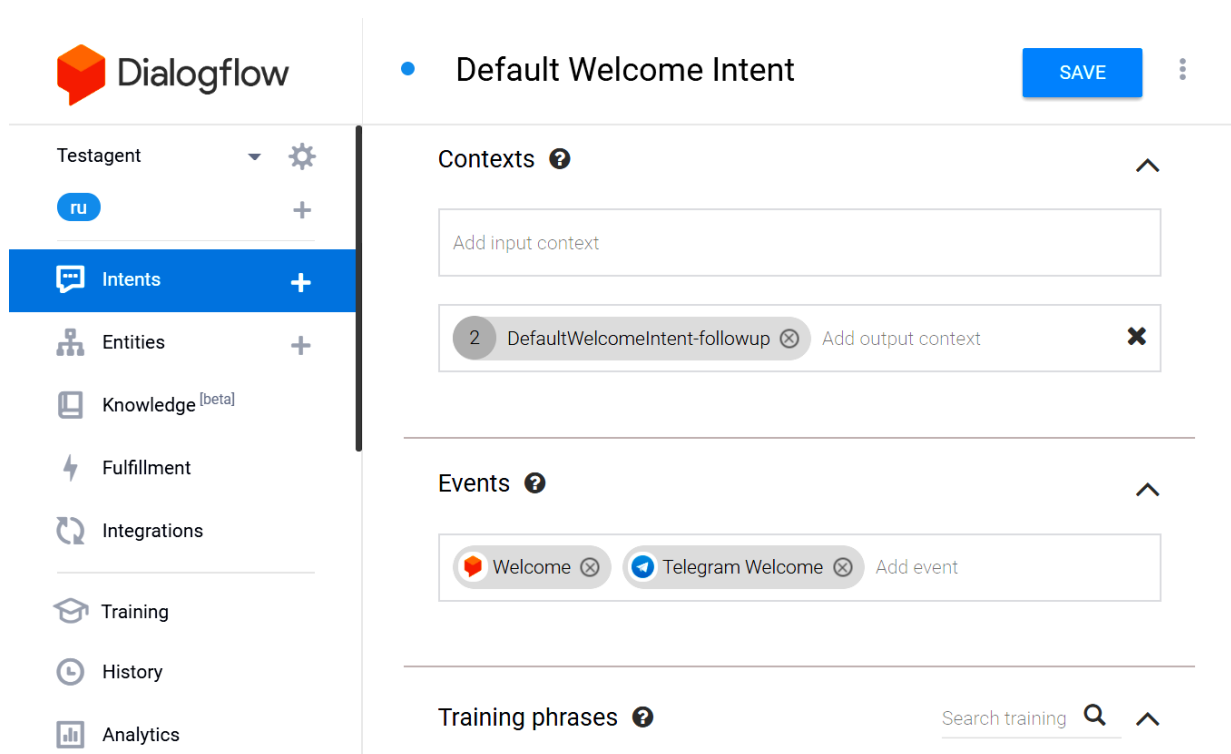 Dialogflow
Default Welcome Intent
SAVE
Testagent
ru
Intents
Entities
Knowledge [beta]
Fulfillment
Integrations
Training
History
Analytics
Contexts
Add input context
2 DefaultWelcomeIntent-followup Add output context
Events
Welcome Telegram Welcome Add event
Training phrases Search training